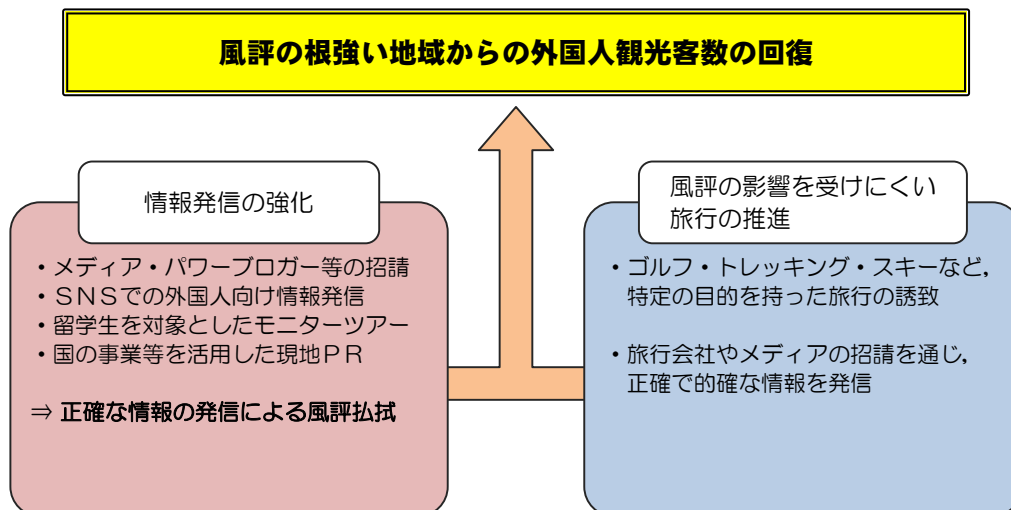 風評の根強い地域からの外国人観光客数の回復
情報発信の強化
・メディア・パワーブロガー等の招請
・ＳＮＳでの外国人向け情報発信
・留学生を対象としたモニターツアー
・国の事業等を活用した現地ＰＲ
⇒ 正確な情報の発信による風評払拭
風評の影響を受けにくい
旅行の推進
・ゴルフ・トレッキング・スキーなど,
特定の目的を持った旅行の誘致
・旅行会社やメディアの招請を通じ,
正確で的確な情報を発信